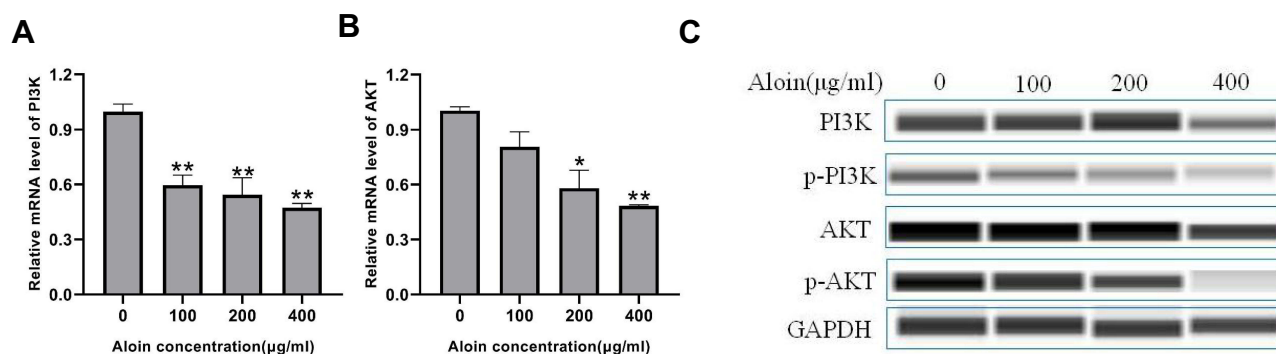 A
Relative mRNA level of PI3K
1.2
0.9
0.6
0.3
0.0
**
**
**
0 100 200 400
Aloin concentration(μg/ml)
B
Relative mRNA level of AKT
1.2
0.9
0.6
0.3
0.0
*
**
0 100 200 400
Aloin concentration(μg/ml)
C
Aloin(μg/ml) 0 100 200 400
PI3K
p-PI3K
AKT
p-AKT
GAPDH